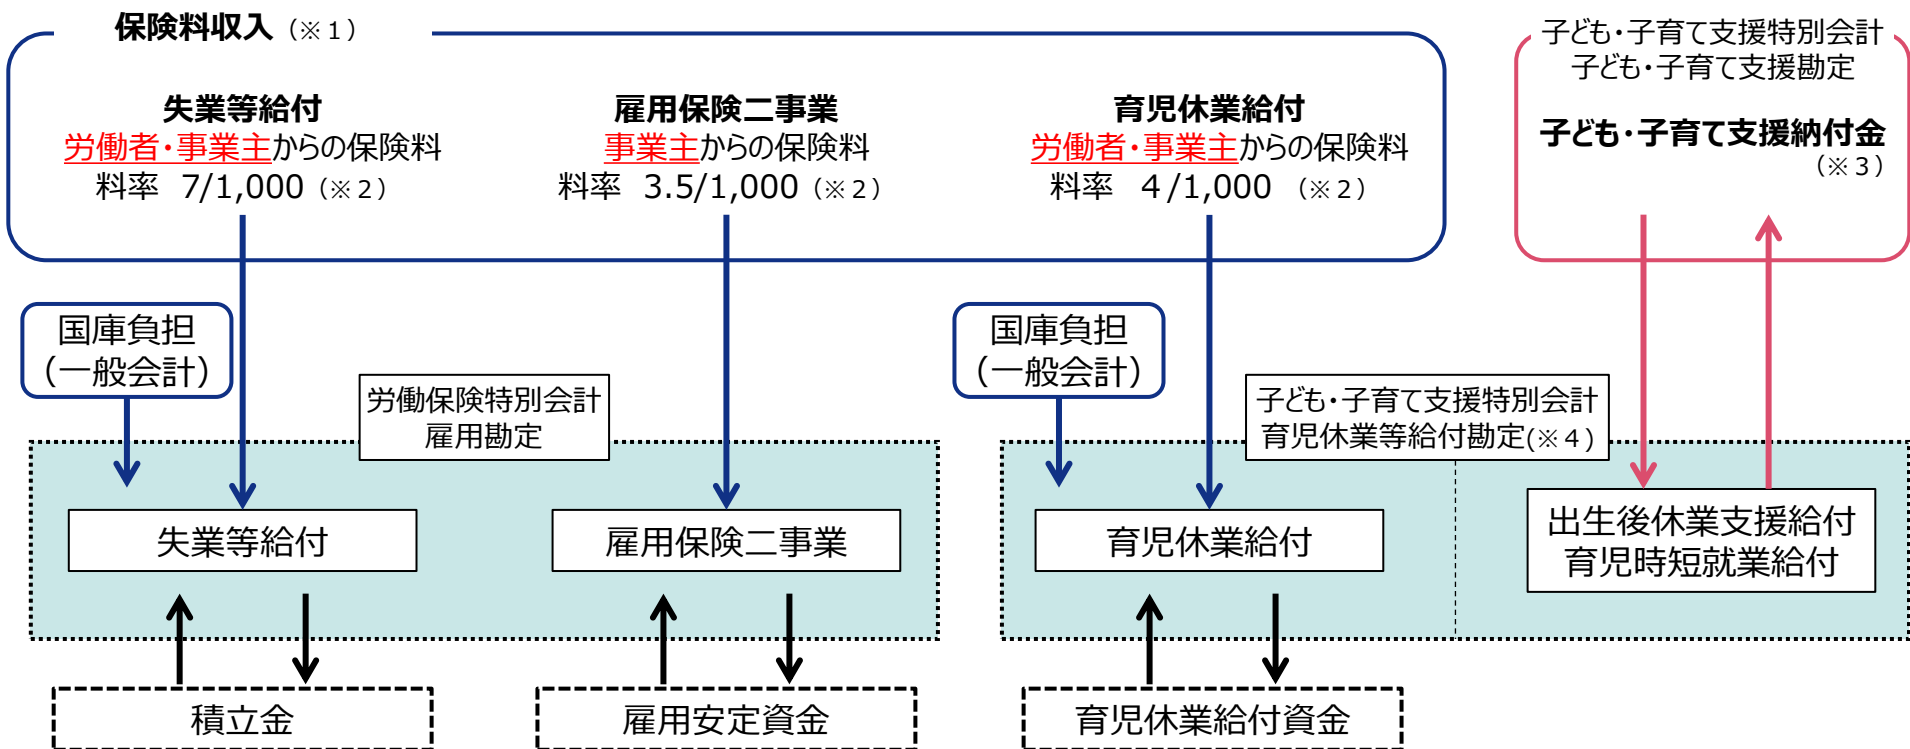 保険料収入(※1)
失業等給付
労働者・事業主からの保険料
料率 7/1,000(※2)
雇用保険二事業
事業主からの保険料
料率 3.5/1,000(※2)
育児休業給付
労働者・事業主からの保険料
料率 4/1,000 (※2)
子ども・子育て支援特別会計
子ども・子育て支援勘定
子ども・子育て支援納付金
(※3)
国庫負担
(一般会計)
労働保険特別会計
雇用勘定
国庫負担
(一般会計)
子ども・子育て支援特別会計
育児休業等給付勘定(※4)
失業等給付
雇用保険二事業
育児休業給付
出生後休業支援給付
育児時短就業給付
積立金
雇用安定資金
育児休業給付資金